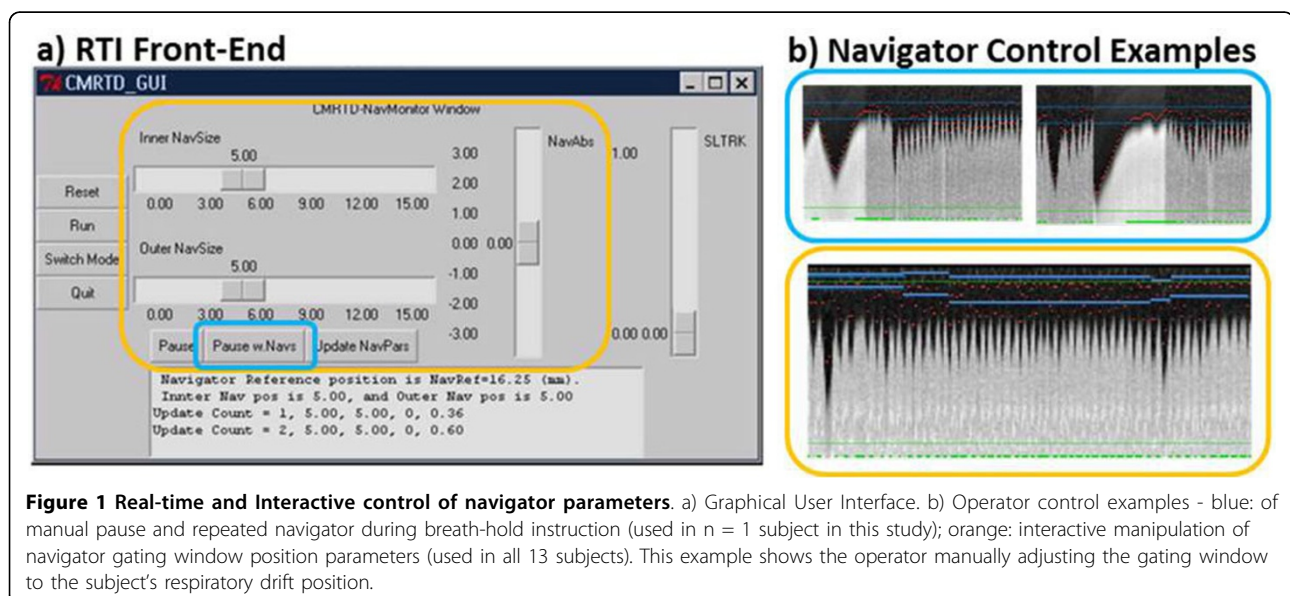 a) RTI Front-End
b) Navigator Control Examples
CMRTD_GUI
CMRTD-NavMonitor Window
Inner NavSize
5.00
0.00 3.00 6.00 9.00 12.00 15.00
Outer NavSize
5.00
0.00 3.00 6.00 9.00 12.00 15.00
Reset
Run
Switch Mode
Quit
Pause
Pause w.Navs
Update NavPars
3.00
2.00
1.00
0.00 0.00
-1.00
-2.00
-3.00
NavAbs
1.00
0.00 0.00
SLTRK
Navigator Reference position is NavRef=16.25 (mm).
Innter Nav pos is 5.00, and Outer Nav pos is 5.00
Update Count = 1, 5.00, 5.00, 0, 0.36
Update Count = 2, 5.00, 5.00, 0, 0.60
Figure 1 Real-time and Interactive control of navigator parameters. a) Graphical User Interface. b) Operator control examples - blue: of
manual pause and repeated navigator during breath-hold instruction (used in n = 1 subject in this study); orange: interactive manipulation of
navigator gating window position parameters (used in all 13 subjects). This example shows the operator manually adjusting the gating window
to the subject's respiratory drift position.